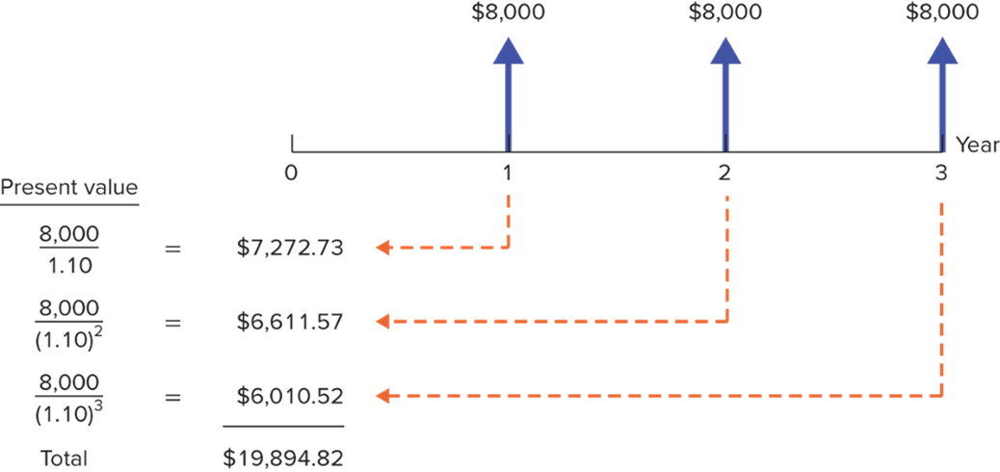 $8,000 $8,000 $8,000
Year
0 1 2 3
Present value
8,000
1.10
= $7,272.73
8,000
(1.10)²
= $6,611.57
8,000
(1.10)³
= $6,010.52
Total $19,894.82